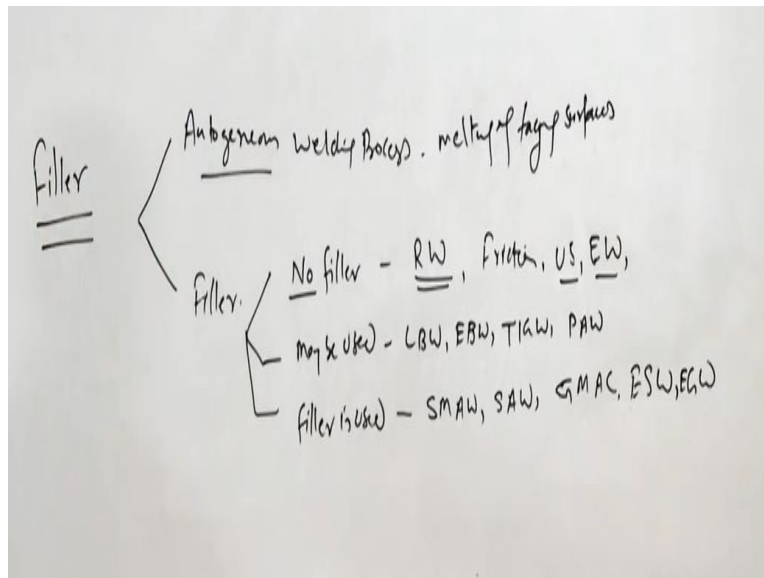 Autogeneous welding Process. melting of faying surfaces
Filler
No filler - RW, Friction, US, EW,
Filler.
may be used - LBW, EBW, TIGW, PAW
filler is used - SMAW, SAW, GMAC, ESW, EGW